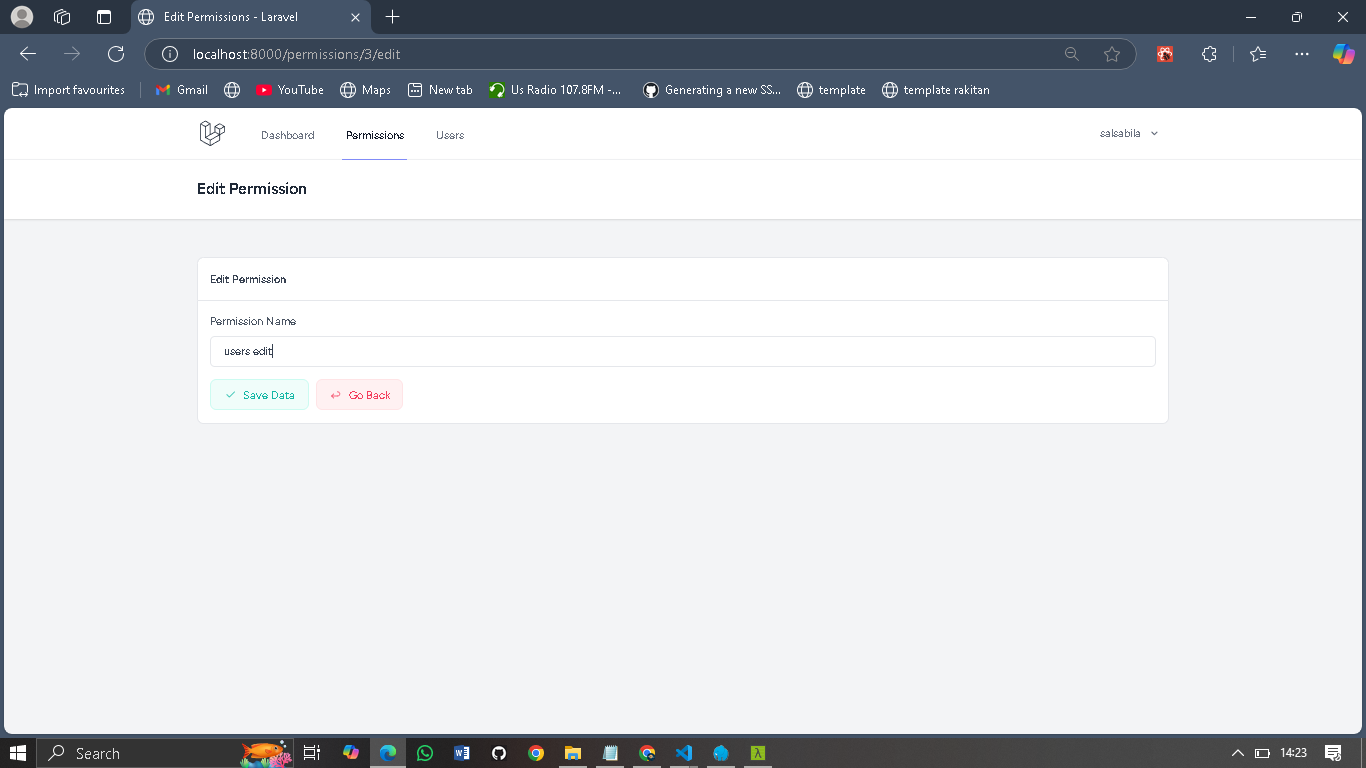 Edit Permissions - Laravel
localhost:8000/permissions/3/edit
Import favourites Gmail YouTube Maps New tab Us Radio 107.8FM -... Generating a new SS... template template rakitan
Dashboard Permissions Users salsabila
Edit Permission
Edit Permission
Permission Name
users edit
Save Data Go Back
Search 14:23